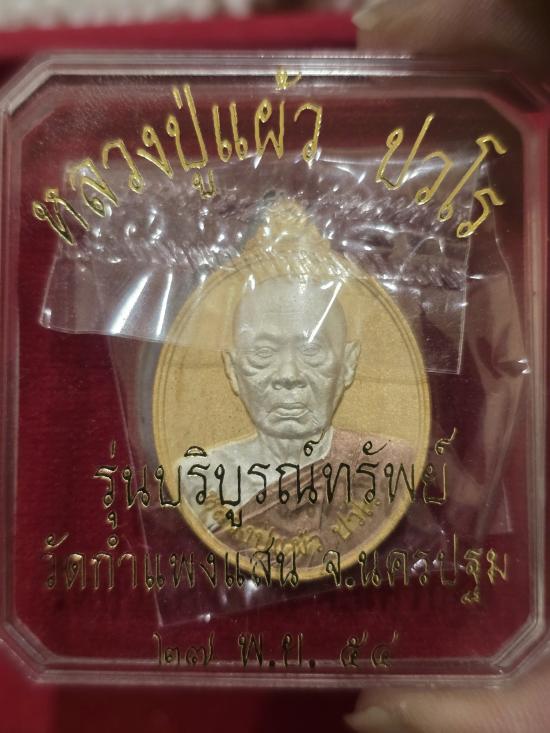 หลวงปู่แผ้ว ปวโร
รุ่นบริบูรณ์ทรัพย์
วัดกำแพงแสน จ.นครปฐม
๒๗ พ.ย. ๕๔